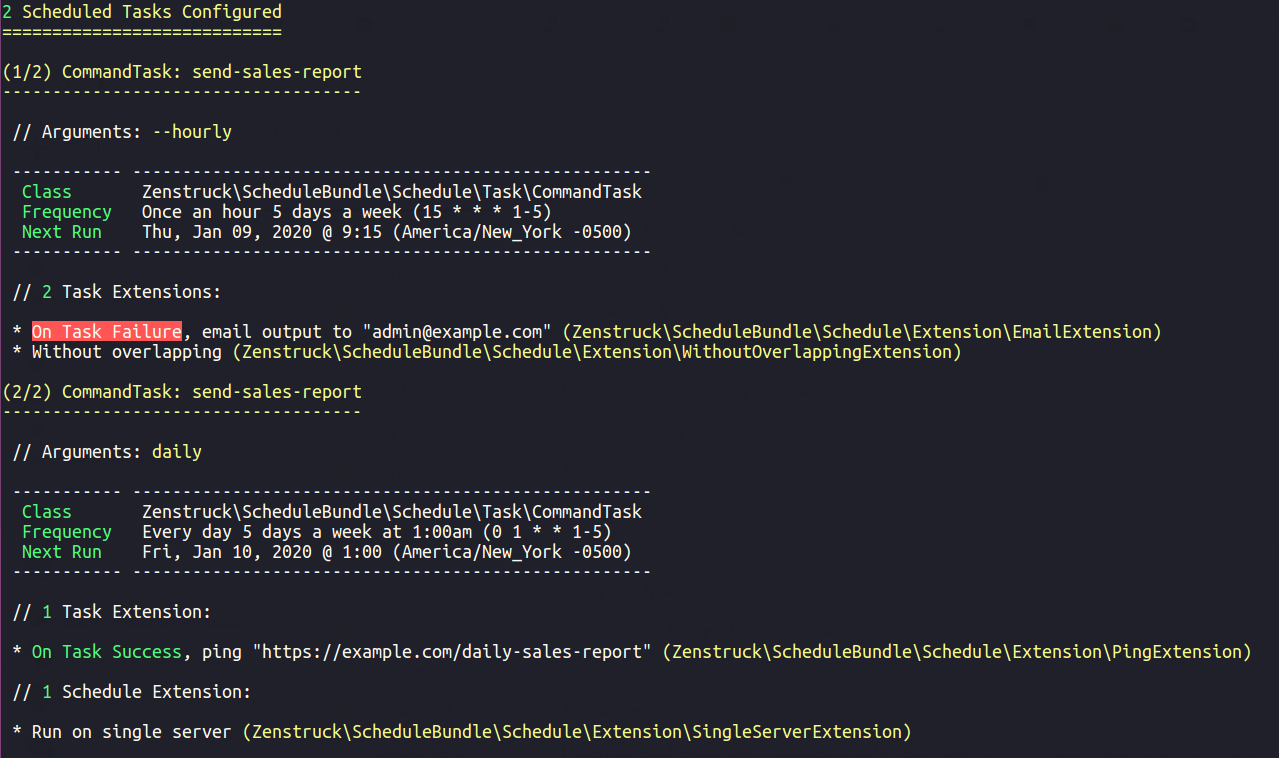 2 Scheduled Tasks Configured
============================
(1/2) CommandTask: send-sales-report
------------------------------------
// Arguments: --hourly
----------- ----------------------------------------------------
Class Zenstruck\ScheduleBundle\Schedule\Task\CommandTask
Frequency Once an hour 5 days a week (15 * * * 1-5)
Next Run Thu, Jan 09, 2020 @ 9:15 (America/New_York -0500)
----------- ----------------------------------------------------
// 2 Task Extensions:
* On Task Failure, email output to "admin@example.com" (Zenstruck\ScheduleBundle\Schedule\Extension\EmailExtension)
* Without overlapping (Zenstruck\ScheduleBundle\Schedule\Extension\WithoutOverlappingExtension)
(2/2) CommandTask: send-sales-report
------------------------------------
// Arguments: daily
----------- ----------------------------------------------------
Class Zenstruck\ScheduleBundle\Schedule\Task\CommandTask
Frequency Every day 5 days a week at 1:00am (0 1 * * 1-5)
Next Run Fri, Jan 10, 2020 @ 1:00 (America/New_York -0500)
----------- ----------------------------------------------------
// 1 Task Extension:
* On Task Success, ping "https://example.com/daily-sales-report" (Zenstruck\ScheduleBundle\Schedule\Extension\PingExtension)
// 1 Schedule Extension:
* Run on single server (Zenstruck\ScheduleBundle\Schedule\Extension\SingleServerExtension)